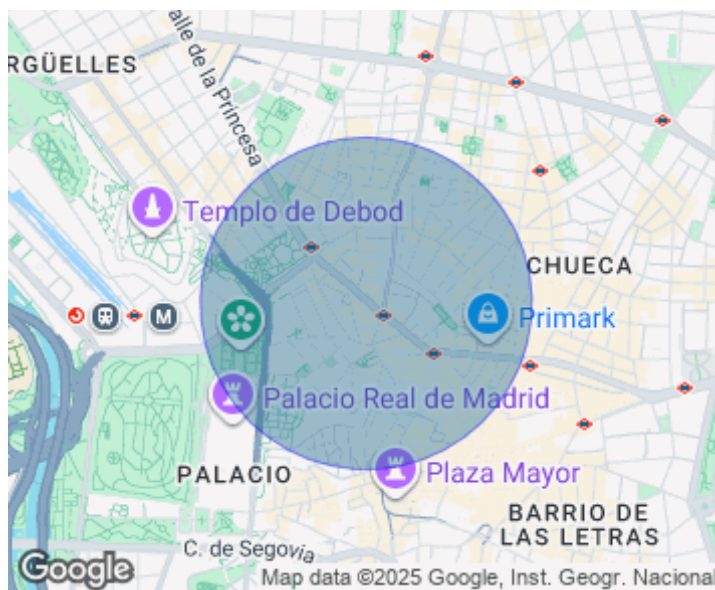 RGÜELLES
alle de la Princesa
Templo de Debod
CHUECA
M
Primark
Palacio Real de Madrid
PALACIO
Plaza Mayor
BARRIO DE
LAS LETRAS
C. de Segovia
Google
Map data ©2025 Google, Inst. Geogr. Nacional